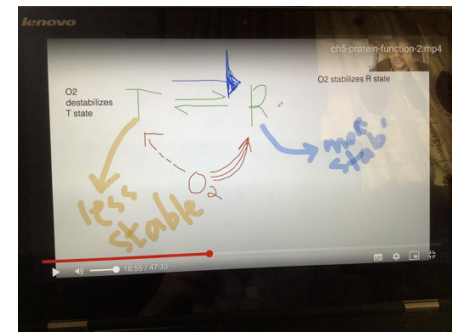 lenovo
ch5-protein-function-2.mp4
O2
destabilizes
T state
O2 stabilizes R state
T
R
O2
less
stable
more
stabl
18:55 / 47:33